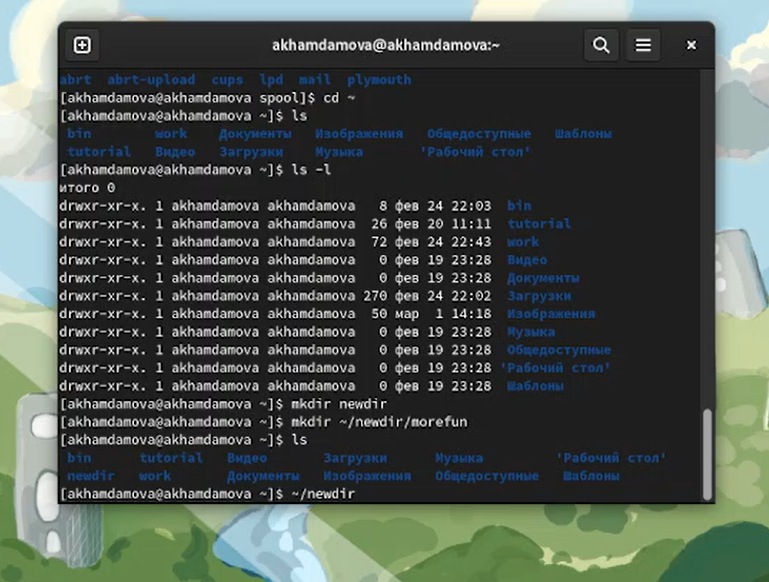 akhamdamova@akhamdamova:~
abrt abrt-upload cups lpd mail plymouth
[akhamdamova@akhamdamova spool]$ cd ~
[akhamdamova@akhamdamova ~]$ ls
bin work Документы Изображения Общедоступные Шаблоны
tutorial Видео Загрузки Музыка 'Рабочий стол'
[akhamdamova@akhamdamova ~]$ ls -l
итого 0
drwxr-xr-x. 1 akhamdamova akhamdamova 8 фев 24 22:03 bin
drwxr-xr-x. 1 akhamdamova akhamdamova 26 фев 20 11:11 tutorial
drwxr-xr-x. 1 akhamdamova akhamdamova 72 фев 24 22:43 work
drwxr-xr-x. 1 akhamdamova akhamdamova 0 фев 19 23:28 Видео
drwxr-xr-x. 1 akhamdamova akhamdamova 0 фев 19 23:28 Документы
drwxr-xr-x. 1 akhamdamova akhamdamova 270 фев 24 22:02 Загрузки
drwxr-xr-x. 1 akhamdamova akhamdamova 50 мар 1 14:18 Изображения
drwxr-xr-x. 1 akhamdamova akhamdamova 0 фев 19 23:28 Музыка
drwxr-xr-x. 1 akhamdamova akhamdamova 0 фев 19 23:28 Общедоступные
drwxr-xr-x. 1 akhamdamova akhamdamova 0 фев 19 23:28 'Рабочий стол'
drwxr-xr-x. 1 akhamdamova akhamdamova 0 фев 19 23:28 Шаблоны
[akhamdamova@akhamdamova ~]$ mkdir newdir
[akhamdamova@akhamdamova ~]$ mkdir ~/newdir/morefun
[akhamdamova@akhamdamova ~]$ ls
bin tutorial Видео Загрузки Музыка 'Рабочий стол'
newdir work Документы Изображения Общедоступные Шаблоны
[akhamdamova@akhamdamova ~]$ ~/newdir